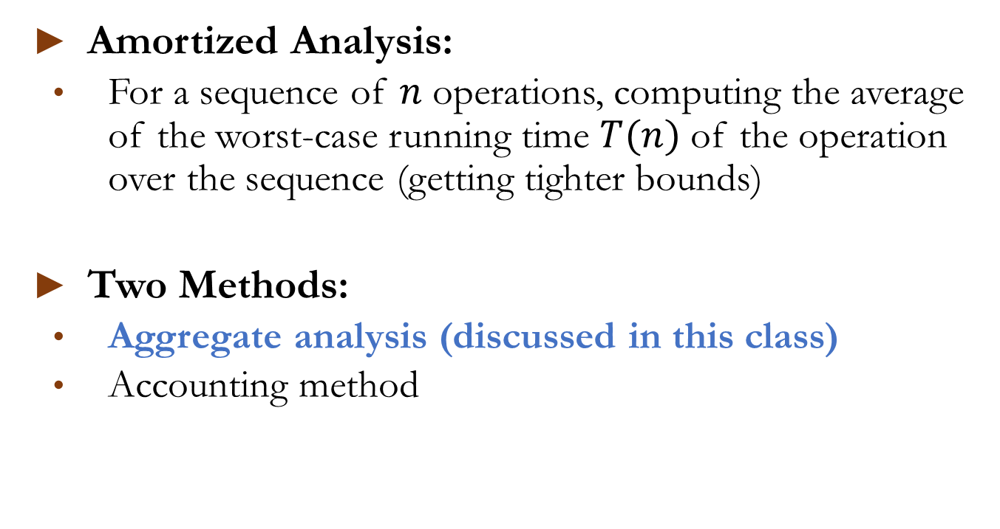 ► Amortized Analysis:
• For a sequence of n operations, computing the average
of the worst-case running time T(n) of the operation
over the sequence (getting tighter bounds)
► Two Methods:
• Aggregate analysis (discussed in this class)
• Accounting method